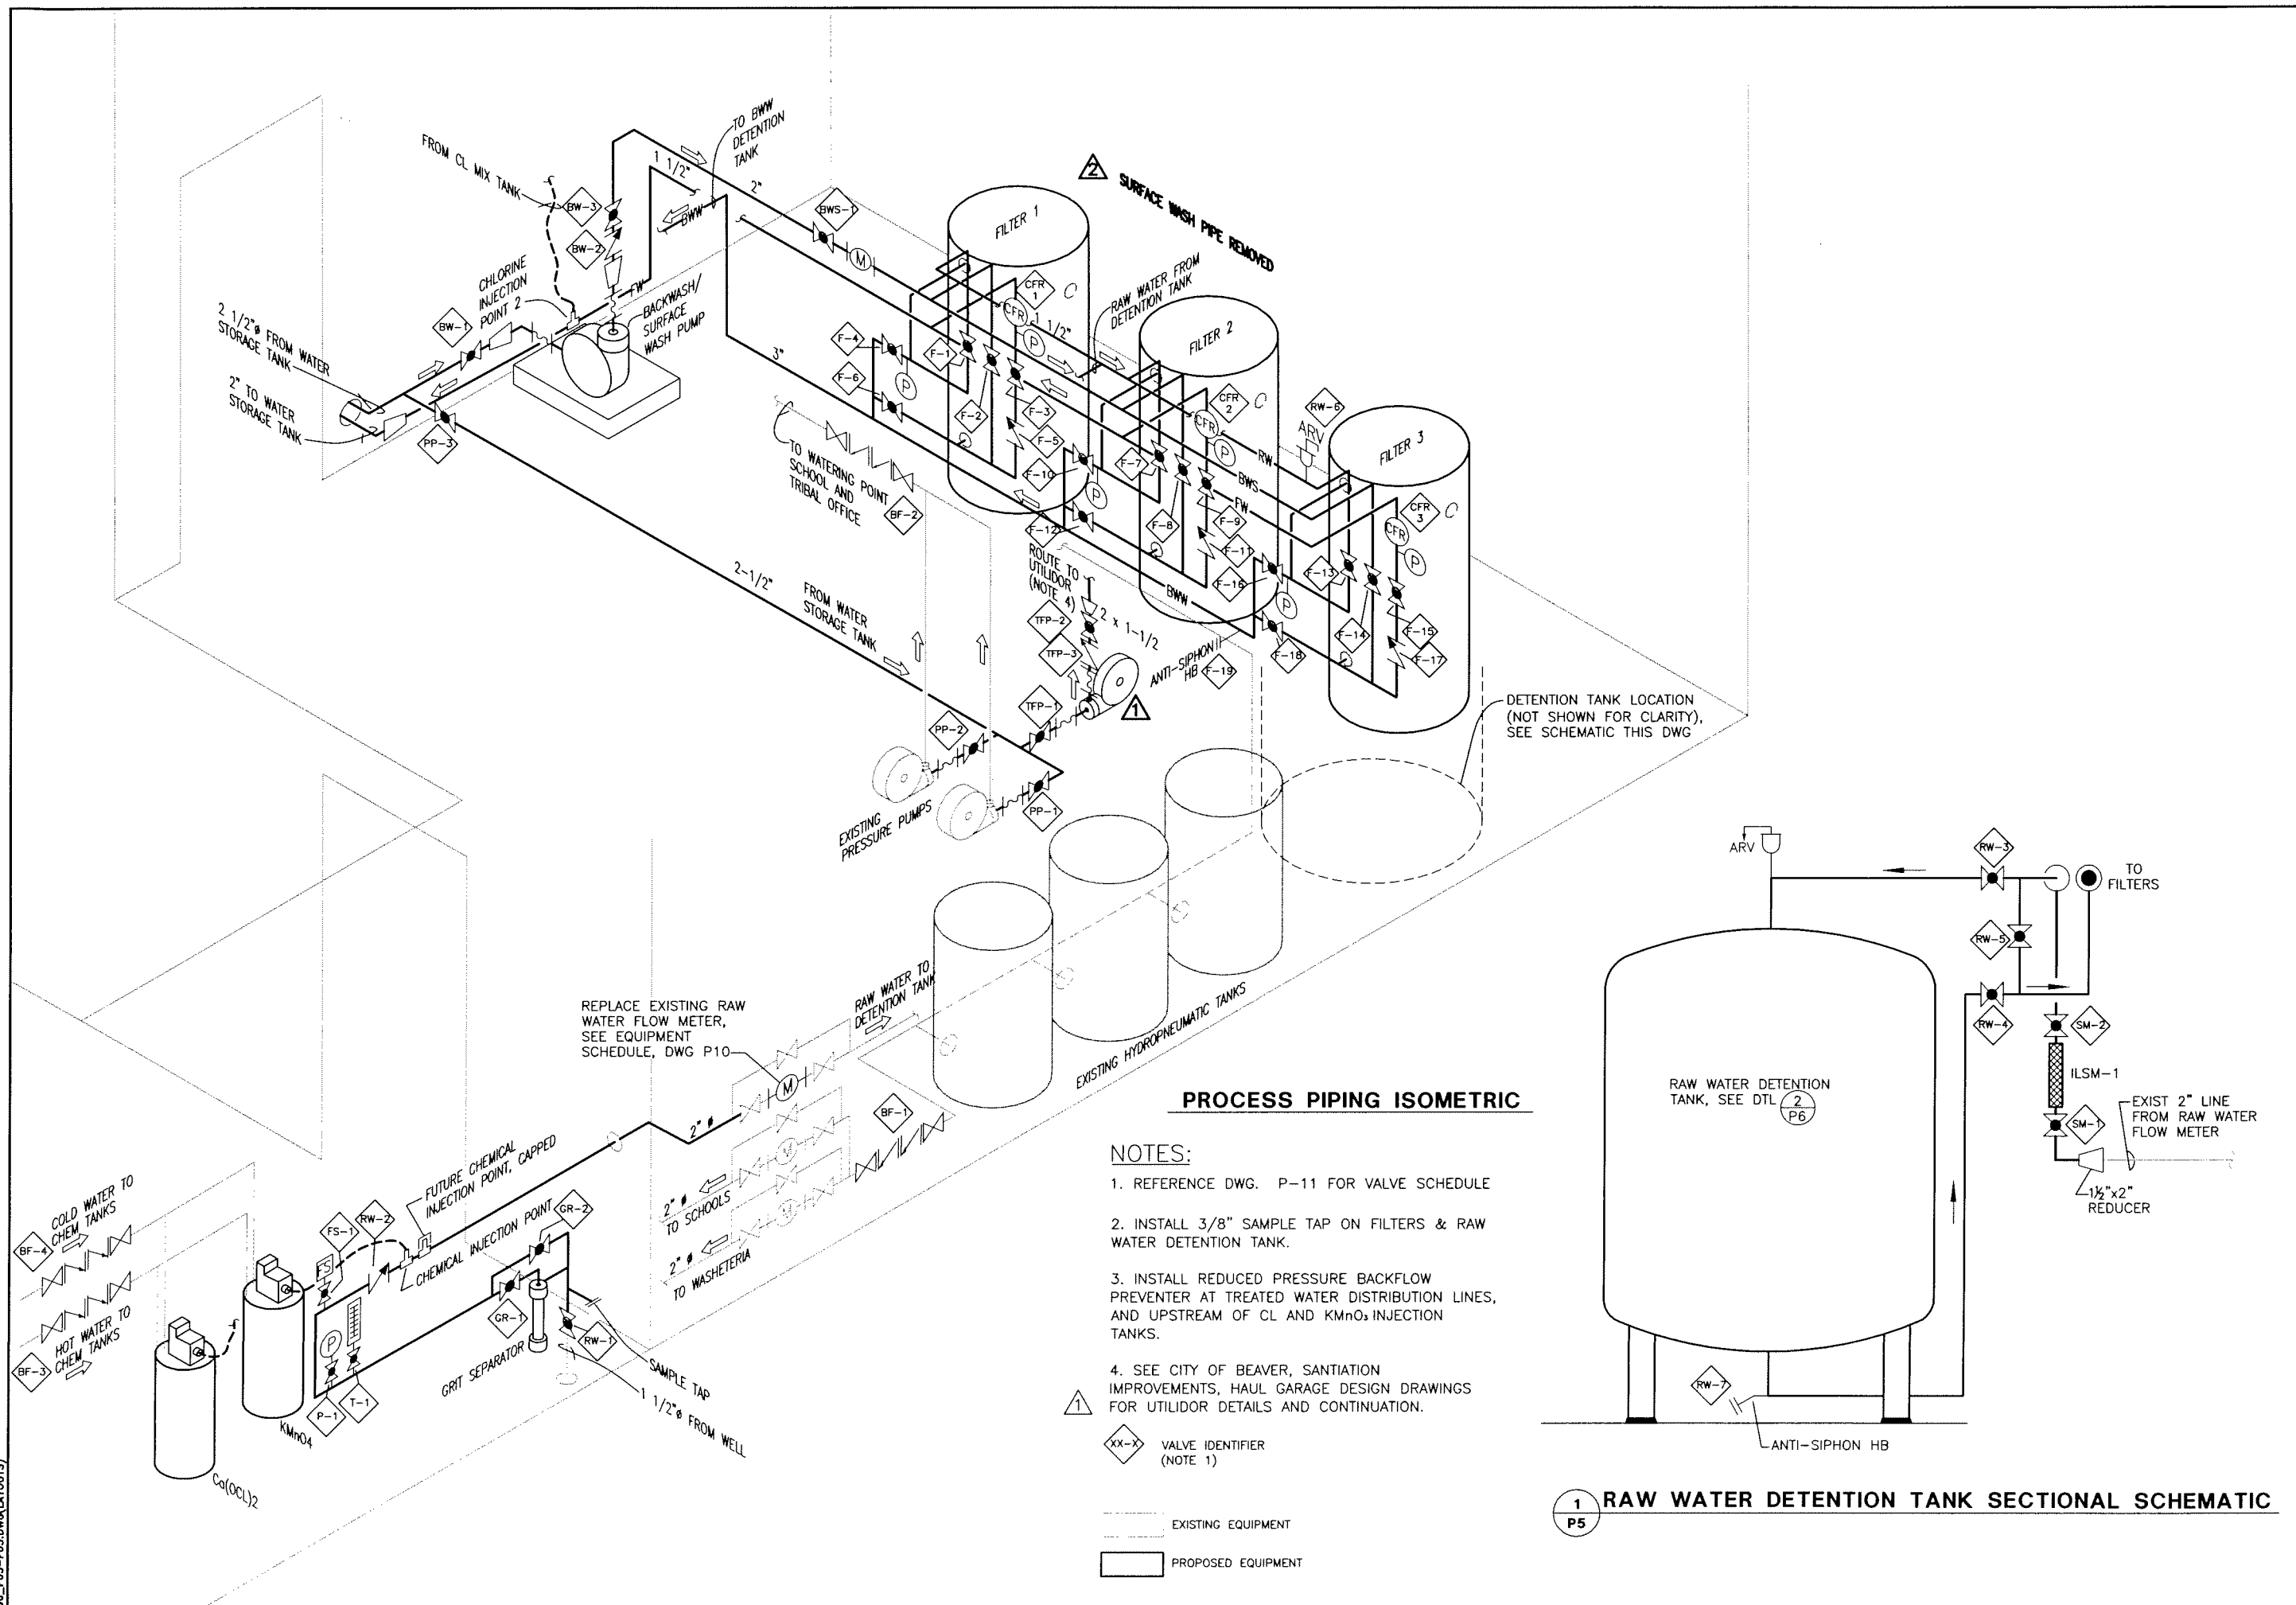 FROM CL MIX TANK
TO BWW
DETENTION
TANK
1 1/2"
2"
BW-3
BW-2
BWW
BWS-1
M
2
SURFACE WASH PIPE REMOVED
FILTER 1
CHLORINE
INJECTION
POINT 2
FW
BACKWASH/
SURFACE
WASH PUMP
BW-1
2 1/2"ø FROM WATER
STORAGE TANK
2" TO WATER
STORAGE TANK
PP-3
3"
CFR
1
CFR
1 1/2"
P
RAW WATER FROM
DETENTION TANK
FILTER 2
F-4
F-1
P
F-6
F-2
F-3
F-5
F-10
CFR
2
CFR
P
RW-6
ARV
FILTER 3
RW
BWS
FW
TO WATERING POINT
SCHOOL AND
TRIBAL OFFICE
BF-2
F-7
P
F-8
F-9
F-11
F-12
F-16
CFR
3
CFR
P
F-13
ROUTE TO
UTILIDOR
(NOTE 4)
BWW
P
F-14
F-15
F-17
F-18
2-1/2"
FROM WATER
STORAGE TANK
TFP-2
2 x 1-1/2
TFP-3
ANTI-SIPHON
HB
F-19
TFP-1
1
PP-2
PP-1
EXISTING
PRESSURE PUMPS
DETENTION TANK LOCATION
(NOT SHOWN FOR CLARITY),
SEE SCHEMATIC THIS DWG
REPLACE EXISTING RAW
WATER FLOW METER,
SEE EQUIPMENT
SCHEDULE, DWG P10
RAW WATER TO
DETENTION TANK
M
EXISTING HYDROPNEUMATIC TANKS
2" ø
BF-1
M
M
2" ø
TO SCHOOLS
2" ø
TO WASHETERIA
COLD WATER TO
CHEM TANKS
BF-4
HOT WATER TO
CHEM TANKS
BF-3
FS-1
RW-2
FS
FUTURE CHEMICAL
INJECTION POINT, CAPPED
CHEMICAL INJECTION POINT
GR-2
GR-1
RW-1
P
P-1
T-1
KMnO4
Ca(OCL)2
GRIT SEPARATOR
SAMPLE TAP
1 1/2"ø FROM WELL
PROCESS PIPING ISOMETRIC
NOTES:
1. REFERENCE DWG. P-11 FOR VALVE SCHEDULE
2. INSTALL 3/8" SAMPLE TAP ON FILTERS & RAW
WATER DETENTION TANK.
3. INSTALL REDUCED PRESSURE BACKFLOW
PREVENTER AT TREATED WATER DISTRIBUTION LINES,
AND UPSTREAM OF CL AND KMnO₃ INJECTION
TANKS.
4. SEE CITY OF BEAVER, SANTIATION
IMPROVEMENTS, HAUL GARAGE DESIGN DRAWINGS
FOR UTILIDOR DETAILS AND CONTINUATION.
1
XX-X
VALVE IDENTIFIER
(NOTE 1)
EXISTING EQUIPMENT
PROPOSED EQUIPMENT
ARV
RW-3
TO
FILTERS
RW-5
RW-4
SM-2
ILSM-1
SM-1
EXIST 2" LINE
FROM RAW WATER
FLOW METER
1½"x2"
REDUCER
RAW WATER DETENTION
TANK, SEE DTL
2
P6
RW-7
ANTI-SIPHON HB
1
P5
RAW WATER DETENTION TANK SECTIONAL SCHEMATIC